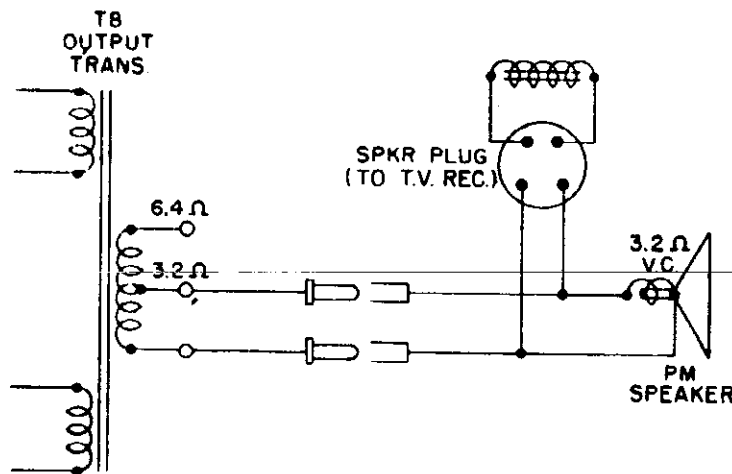 T8
OUTPUT
TRANS.
SPKR PLUG
(TO T.V. REC.)
6.4 Ω
3.2 Ω
3.2 Ω
V.C.
PM
SPEAKER